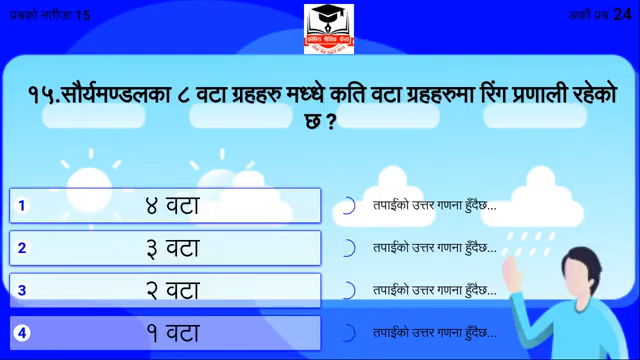 प्रश्नको नतीजा 15
अर्को प्रश्न 24
१५.सौर्यमण्डलका ८ वटा ग्रहहरु मध्धे कति वटा ग्रहहरुमा रिंग प्रणाली रहेको
छ ?
1 ४ वटा तपाईको उत्तर गणना हुँदैछ...
2 ३ वटा तपाईको उत्तर गणना हुँदैछ...
3 २ वटा तपाईको उत्तर गणना हुँदैछ...
4 १ वटा तपाईको उत्तर गणना हुँदैछ...